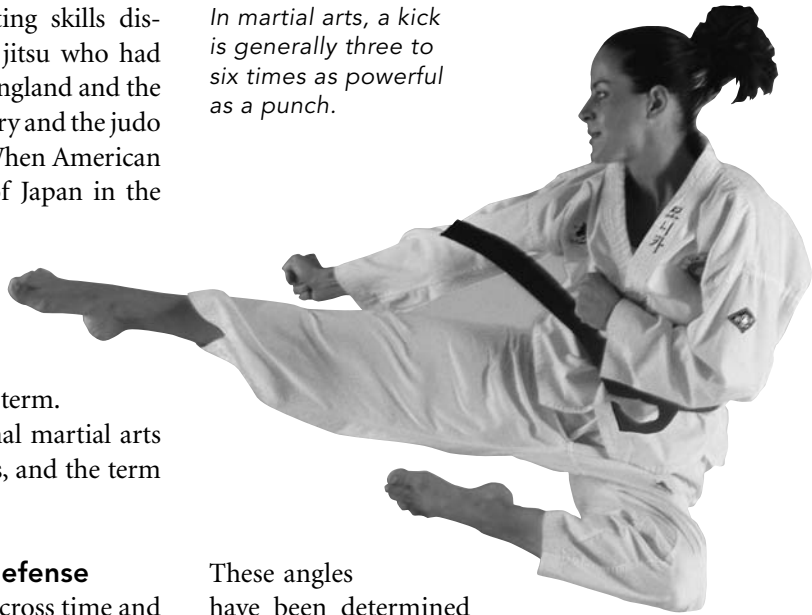 ting skills dis-
jitsu who had
ngland and the
ry and the judo
When American
of Japan in the
term.
nal martial arts
s, and the term
efense
cross time and
In martial arts, a kick
is generally three to
six times as powerful
as a punch.
These angles
have been determined